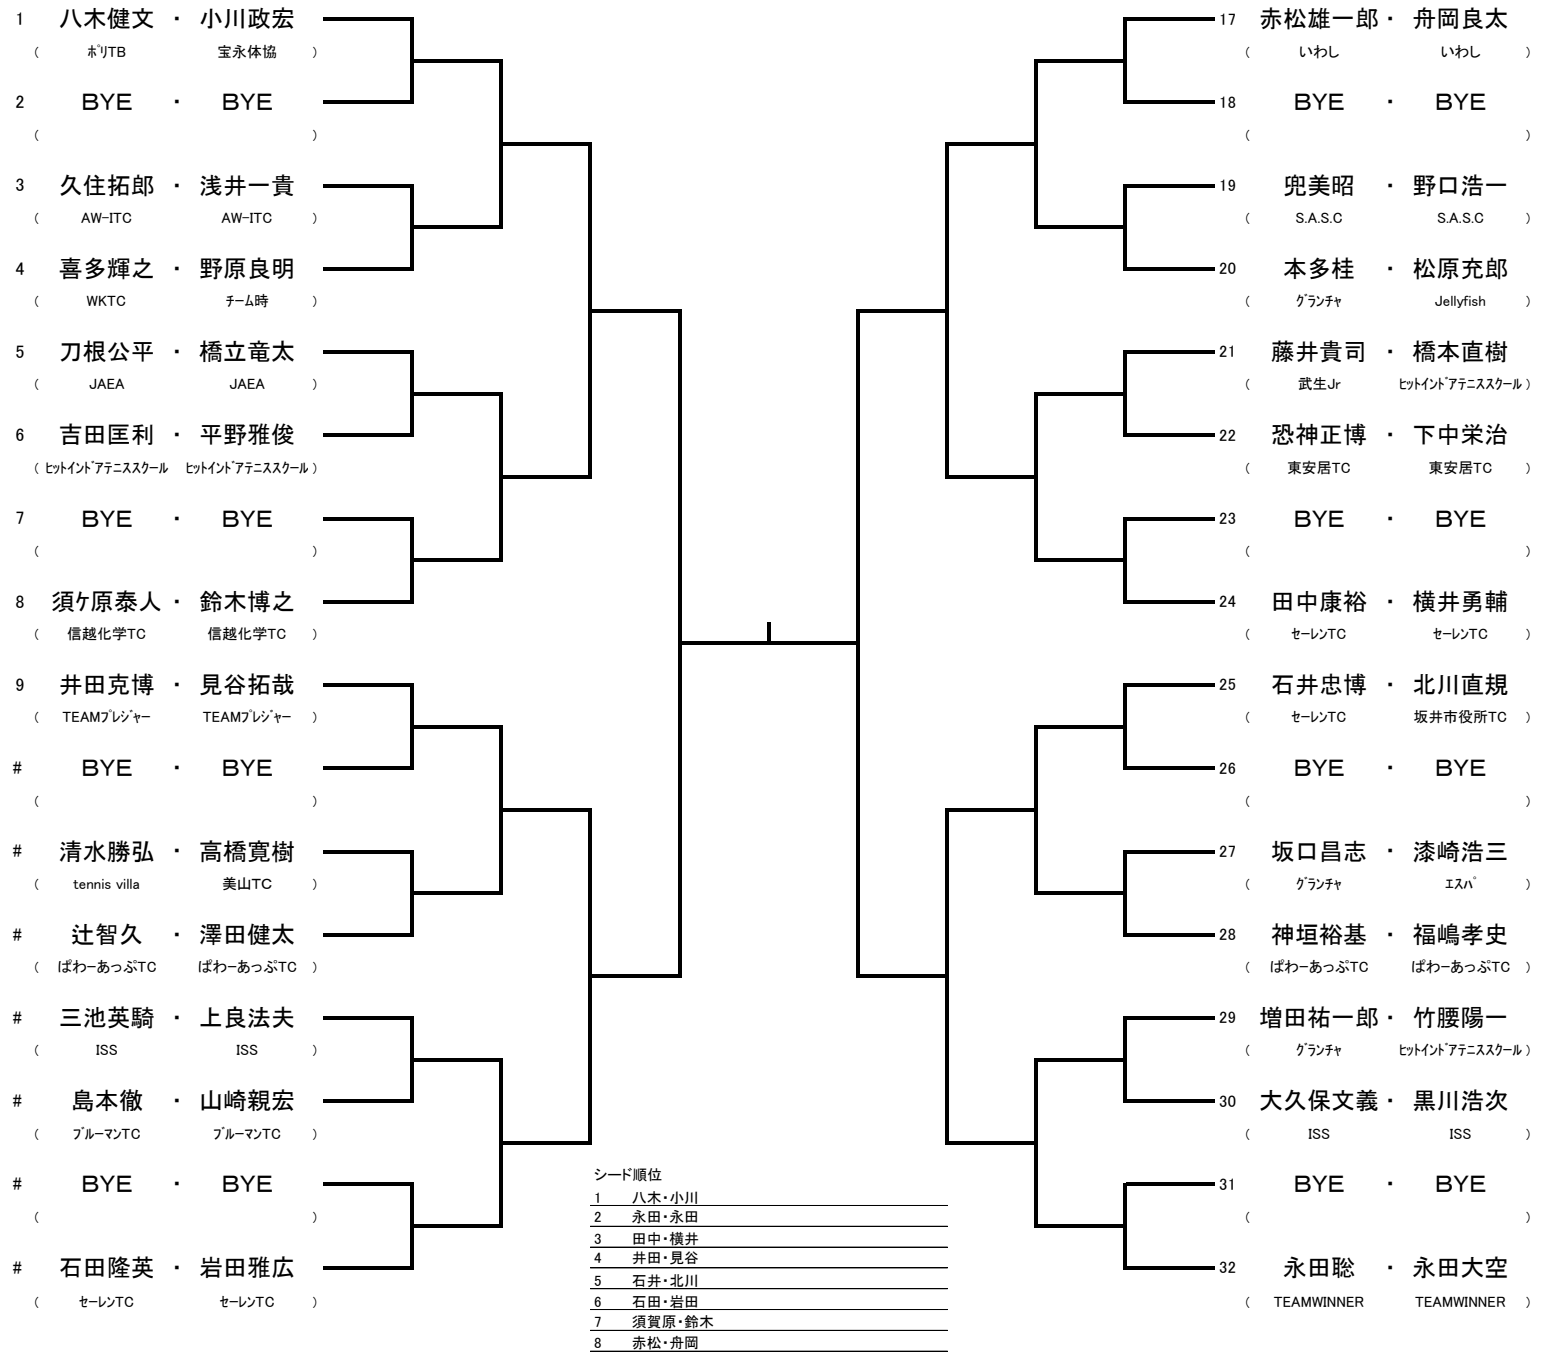 1 八木健文 ・ 小川政宏
( ﾎﾟﾘTB 宝永体協 )
2 BYE ・ BYE
( )
3 久住拓郎 ・ 浅井一貴
( AW-ITC AW-ITC )
4 喜多輝之 ・ 野原良明
( WKTC ﾁｰﾑ時 )
5 刀根公平 ・ 橋立竜太
( JAEA JAEA )
6 吉田匡利 ・ 平野雅俊
( ﾋｯﾄｲﾝﾄﾞｱﾃﾆｽｽｸｰﾙ ﾋｯﾄｲﾝﾄﾞｱﾃﾆｽｽｸｰﾙ )
7 BYE ・ BYE
( )
8 須ｹ原泰人 ・ 鈴木博之
( 信越化学TC 信越化学TC )
9 井田克博 ・ 見谷拓哉
( TEAMﾌﾟﾚｼﾞｬｰ TEAMﾌﾟﾚｼﾞｬｰ )
# BYE ・ BYE
( )
# 清水勝弘 ・ 高橋寛樹
( tennis villa 美山TC )
# 辻智久 ・ 澤田健太
( ぱわーあっぷTC ぱわーあっぷTC )
# 三池英騎 ・ 上良法夫
( ISS ISS )
# 島本徹 ・ 山崎親宏
( ﾌﾞﾙｰﾏﾝTC ﾌﾞﾙｰﾏﾝTC )
# BYE ・ BYE
( )
# 石田隆英 ・ 岩田雅広
( ｾｰﾚﾝTC ｾｰﾚﾝTC )
17 赤松雄一郎 ・ 舟岡良太
( いわし いわし )
18 BYE ・ BYE
( )
19 兜美昭 ・ 野口浩一
( S.A.S.C S.A.S.C )
20 本多桂 ・ 松原充郎
( ｸﾞﾗﾝﾁｬ Jellyfish )
21 藤井貴司 ・ 橋本直樹
( 武生Jr ﾋｯﾄｲﾝﾄﾞｱﾃﾆｽｽｸｰﾙ )
22 恐神正博 ・ 下中栄治
( 東安居TC 東安居TC )
23 BYE ・ BYE
( )
24 田中康裕 ・ 横井勇輔
( ｾｰﾚﾝTC ｾｰﾚﾝTC )
25 石井忠博 ・ 北川直規
( ｾｰﾚﾝTC 坂井市役所TC )
26 BYE ・ BYE
( )
27 坂口昌志 ・ 漆崎浩三
( ｸﾞﾗﾝﾁｬ ｴｽﾊﾟ )
28 神垣裕基 ・ 福嶋孝史
( ぱわーあっぷTC ぱわーあっぷTC )
29 増田祐一郎 ・ 竹腰陽一
( ｸﾞﾗﾝﾁｬ ﾋｯﾄｲﾝﾄﾞｱﾃﾆｽｽｸｰﾙ )
30 大久保文義 ・ 黒川浩次
( ISS ISS )
31 BYE ・ BYE
( )
32 永田聡 ・ 永田大空
( TEAMWINNER TEAMWINNER )
シード順位
1 八木・小川
2 永田・永田
3 田中・横井
4 井田・見谷
5 石井・北川
6 石田・岩田
7 須賀原・鈴木
8 赤松・舟岡